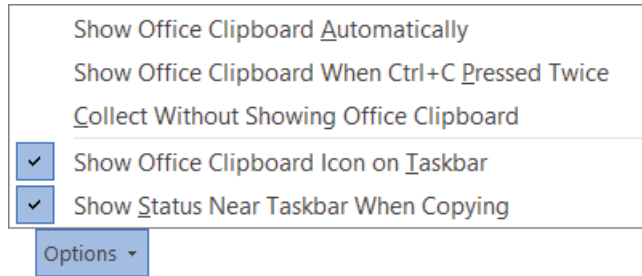 Show Office Clipboard Automatically
Show Office Clipboard When Ctrl+C Pressed Twice
Collect Without Showing Office Clipboard
Show Office Clipboard Icon on Taskbar
Show Status Near Taskbar When Copying
Options